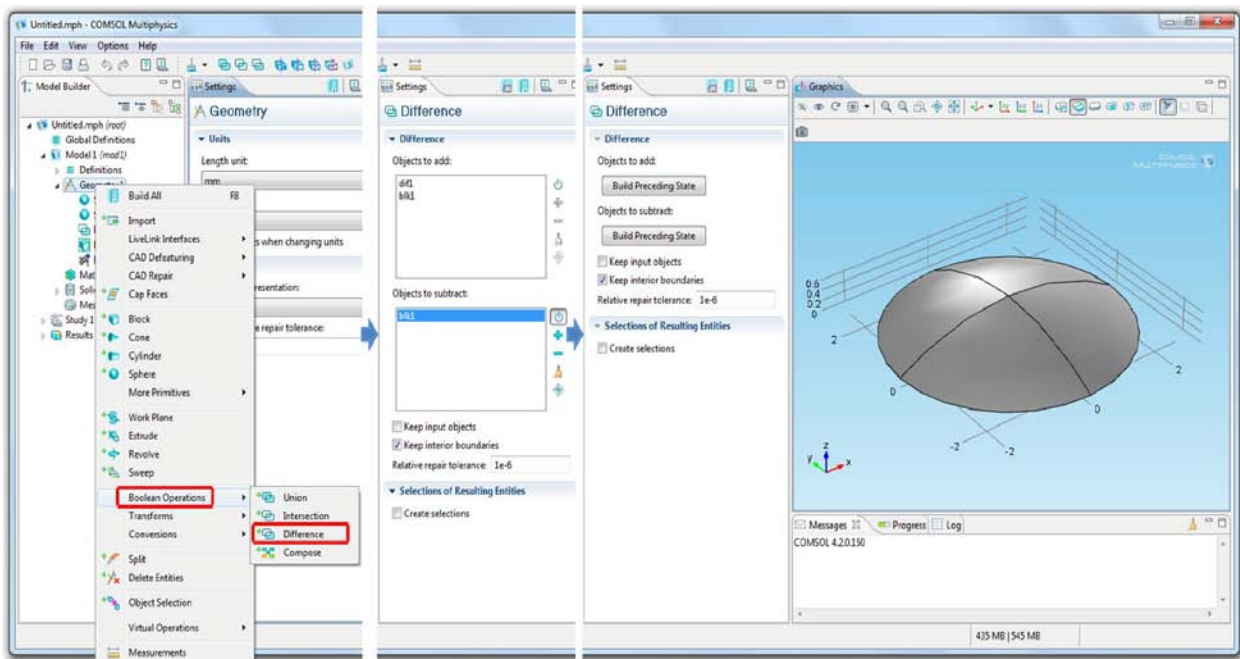 Untitled.mph - COMSOL Multiphysics
File Edit View Options Help
Model Builder
Untitled.mph (root)
Global Definitions
Model 1 (mod1)
Definitions
Study 1
Results
Build All F8
Import
LiveLink Interfaces
CAD Defeaturing
CAD Repair
Cap Faces
Block
Cone
Cylinder
Sphere
More Primitives
Work Plane
Extrude
Revolve
Sweep
Boolean Operations
Transforms
Conversions
Split
Delete Entities
Object Selection
Virtual Operations
Measurements
Union
Intersection
Difference
Compose
Settings
Geometry
Units
Length unit:
mm
s when changing units
resentation:
e repair tolerance:
Settings
Difference
Difference
Objects to add:
dif1
blk1
Objects to subtract:
blk1
Keep input objects
Keep interior boundaries
Relative repair tolerance: 1e-6
Selections of Resulting Entities
Create selections
Settings
Difference
Difference
Objects to add:
Build Preceding State
Objects to subtract:
Build Preceding State
Keep input objects
Keep interior boundaries
Relative repair tolerance: 1e-6
Selections of Resulting Entities
Create selections
Graphics
COMSOL
MULTIPHYSICS
0.6
0.4
0.2
0
2
2
0
0
-2
-2
z
y
x
Messages Progress Log
COMSOL 4.2.0.150
435 MB | 545 MB